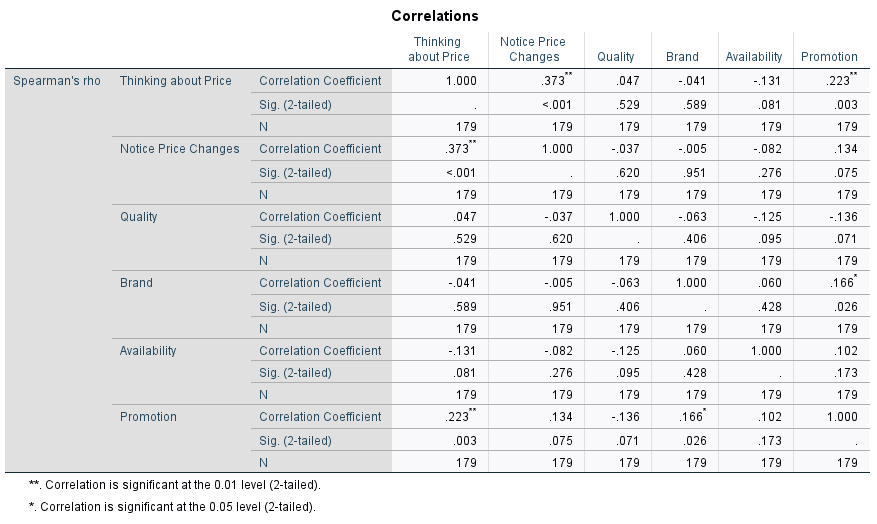 Correlations
Thinking about Price Notice Price Changes Quality Brand Availability Promotion
Spearman's rho Thinking about Price Correlation Coefficient 1.000 .373** .047 -.041 -.131 .223**
Sig. (2-tailed) . <.001 .529 .589 .081 .003
N 179 179 179 179 179 179
Notice Price Changes Correlation Coefficient .373** 1.000 -.037 -.005 -.082 .134
Sig. (2-tailed) <.001 . .620 .951 .276 .075
N 179 179 179 179 179 179
Quality Correlation Coefficient .047 -.037 1.000 -.063 -.125 -.136
Sig. (2-tailed) .529 .620 . .406 .095 .071
N 179 179 179 179 179 179
Brand Correlation Coefficient -.041 -.005 -.063 1.000 .060 .166*
Sig. (2-tailed) .589 .951 .406 . .428 .026
N 179 179 179 179 179 179
Availability Correlation Coefficient -.131 -.082 -.125 .060 1.000 .102
Sig. (2-tailed) .081 .276 .095 .428 . .173
N 179 179 179 179 179 179
Promotion Correlation Coefficient .223** .134 -.136 .166* .102 1.000
Sig. (2-tailed) .003 .075 .071 .026 .173 .
N 179 179 179 179 179 179
**. Correlation is significant at the 0.01 level (2-tailed).
*. Correlation is significant at the 0.05 level (2-tailed).